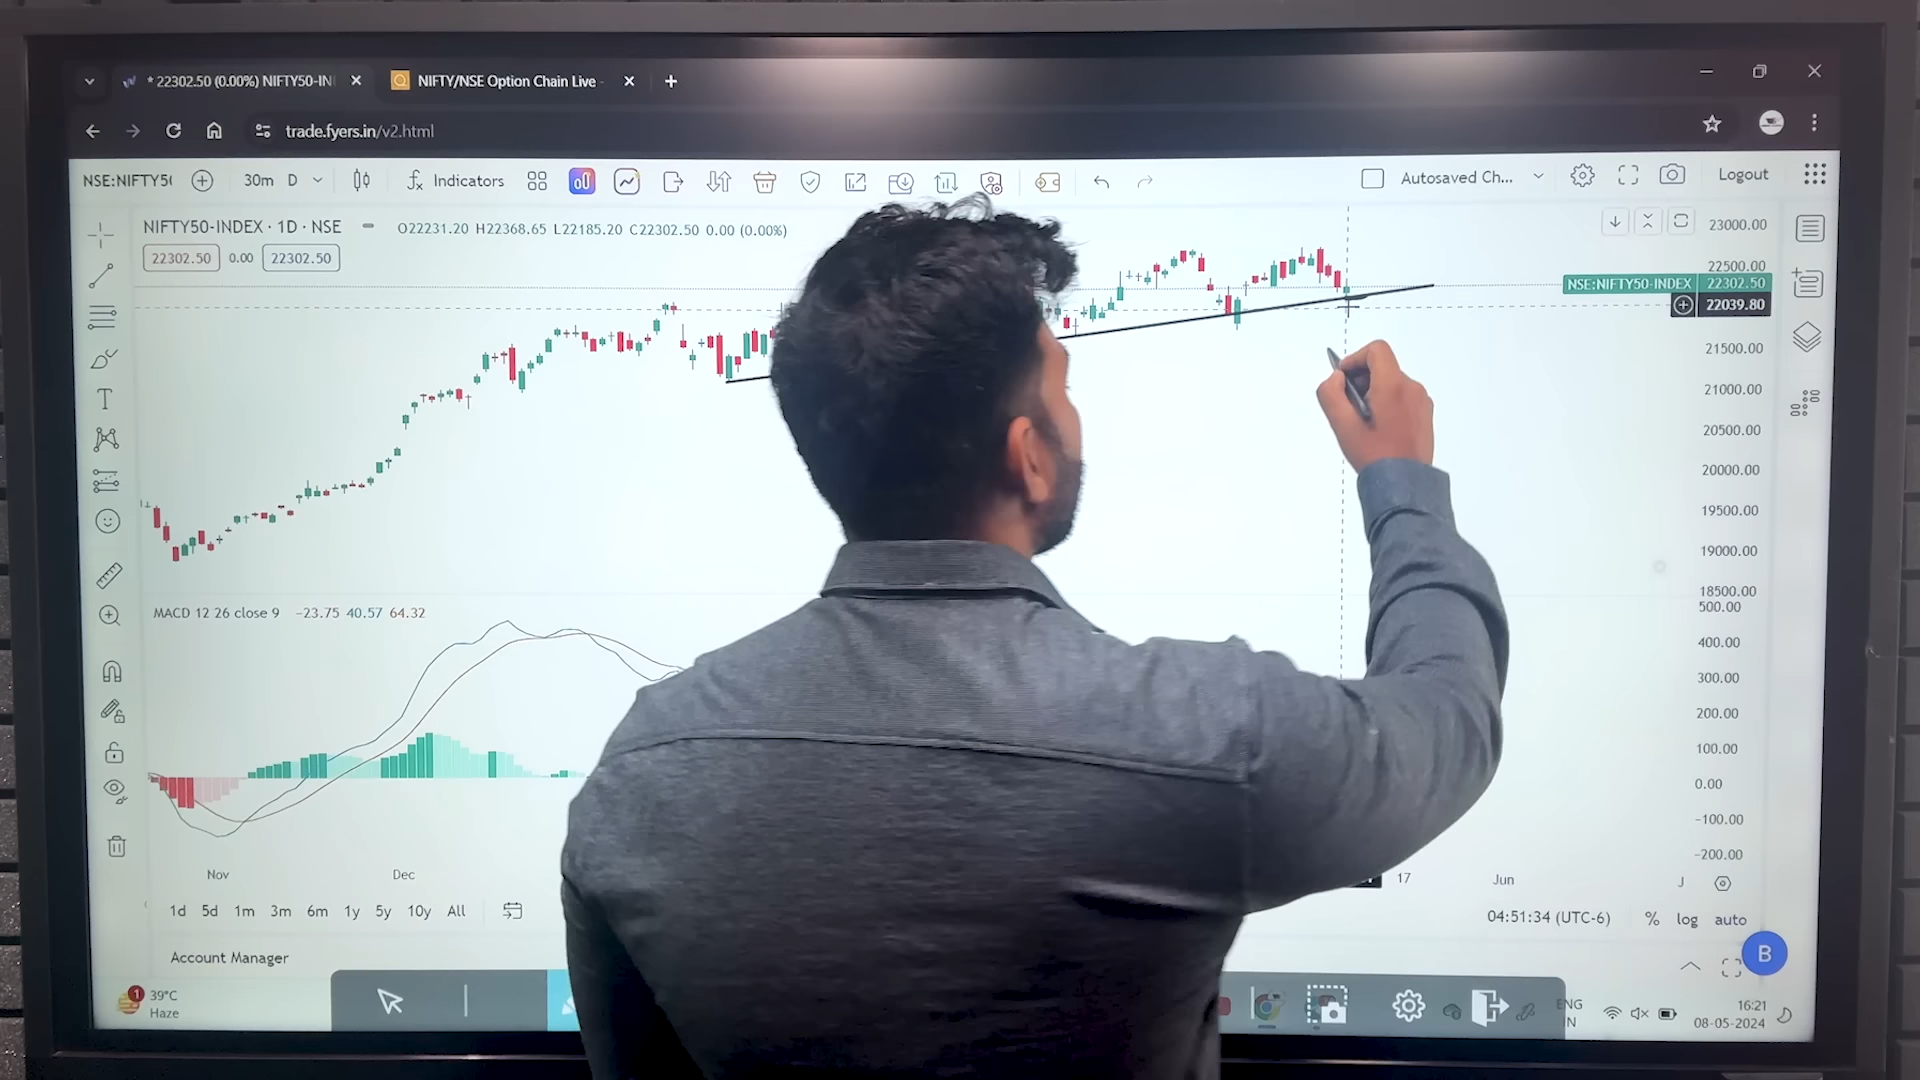 * 22302.50 (0.00%) NIFTY50-IN
NIFTY/NSE Option Chain Live -
trade.fyers.in/v2.html
NSE:NIFTY5
30m D
Indicators
Autosaved Ch...
Logout
NIFTY50-INDEX · 1D · NSE
O22231.20 H22368.65 L22185.20 C22302.50 0.00 (0.00%)
22302.50 0.00 22302.50
23000.00
22500.00
NSE:NIFTY50-INDEX 22302.50
22039.80
21500.00
21000.00
20500.00
20000.00
19500.00
19000.00
18500.00
MACD 12 26 close 9 −23.75 40.57 64.32
500.00
400.00
300.00
200.00
100.00
0.00
−100.00
−200.00
Nov Dec 17 Jun J
1d 5d 1m 3m 6m 1y 5y 10y All
04:51:34 (UTC-6) % log auto
Account Manager
B
1
39°C
Haze
ENG
IN
16:21
08-05-2024